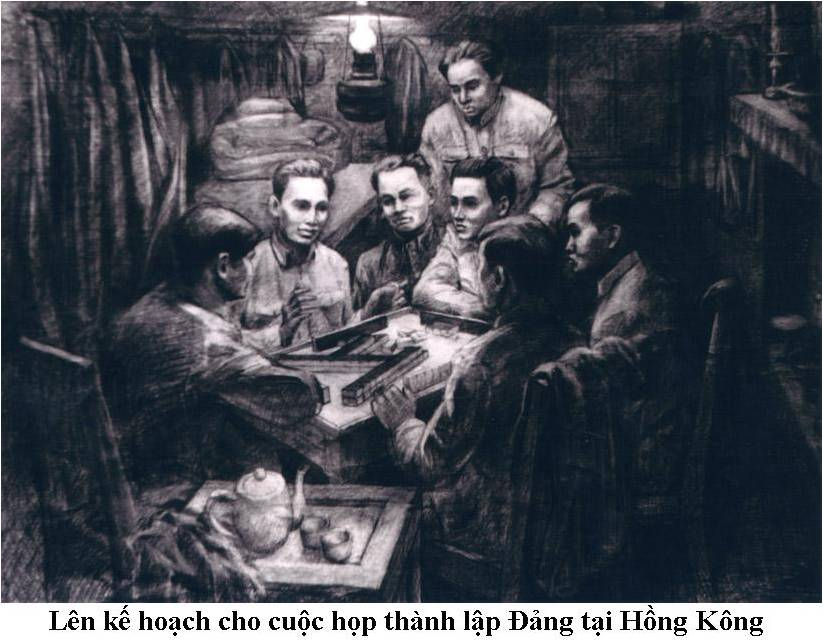 Lên kế hoạch cho cuộc họp thành lập Đảng tại Hồng Kông